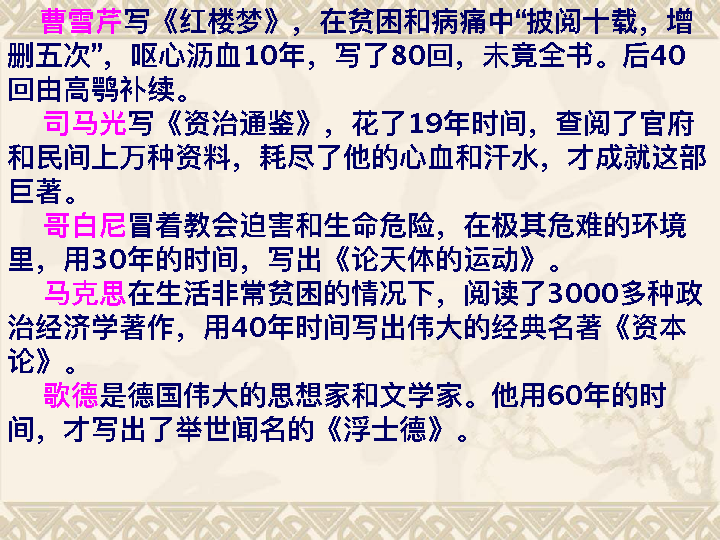 曹雪芹写《红楼梦》，在贫困和病痛中“披阅十载，增
删五次”，呕心沥血10年，写了80回，未竟全书。后40
回由高鹗补续。
司马光写《资治通鉴》，花了19年时间，查阅了官府
和民间上万种资料，耗尽了他的心血和汗水，才成就这部
巨著。
哥白尼冒着教会迫害和生命危险，在极其危难的环境
里，用30年的时间，写出《论天体的运动》。
马克思在生活非常贫困的情况下，阅读了3000多种政
治经济学著作，用40年时间写出伟大的经典名著《资本
论》。
歌德是德国伟大的思想家和文学家。他用60年的时
间，才写出了举世闻名的《浮士德》。